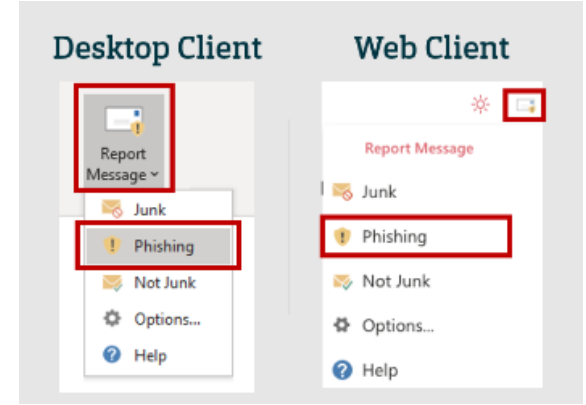 Desktop Client
Report
Message
Junk
Phishing
Not Junk
Options...
Help
Web Client
Report Message
Junk
Phishing
Not Junk
Options...
Help